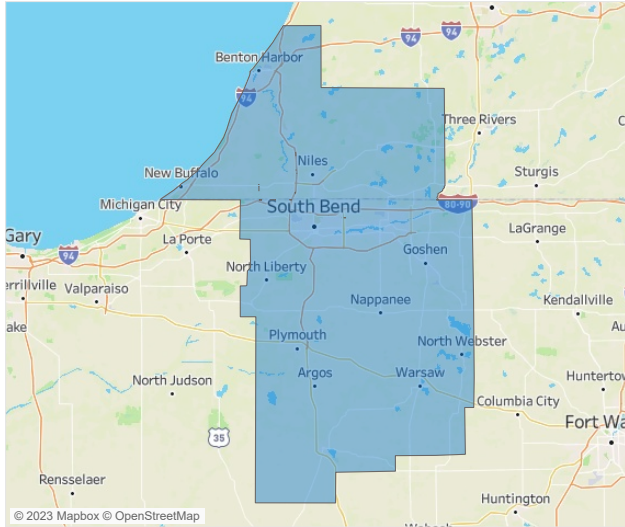 94
94
Benton Harbor
94
Three Rivers
C
Niles
New Buffalo
Sturgis
Michigan City
South Bend
80-90
Gary
94
La Porte
Goshen
LaGrange
North Liberty
errillville
Valparaiso
Nappanee
Kendallville
ake
Au
Plymouth
North Webster
Argos
Warsaw
North Judson
Huntertow
Columbia City
35
Fort Wa
Rensselaer
Huntington
© 2023 Mapbox © OpenStreetMap